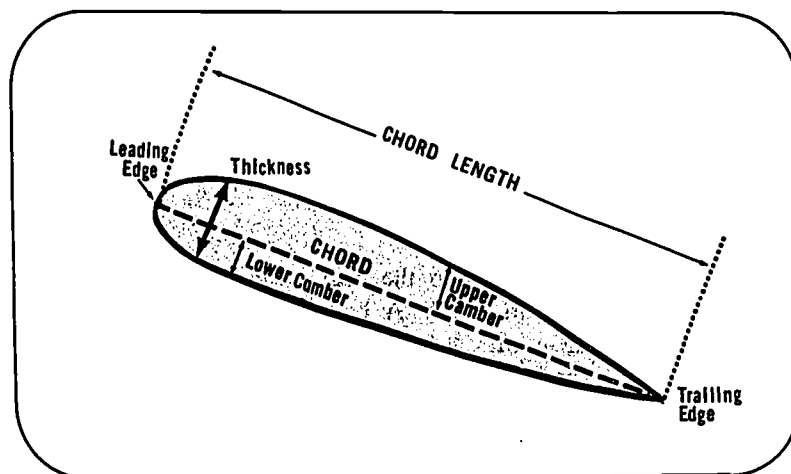 CHORD LENGTH
Leading
Edge
Thickness
CHORD
Lower Camber
Upper
Camber
Trailing
Edge